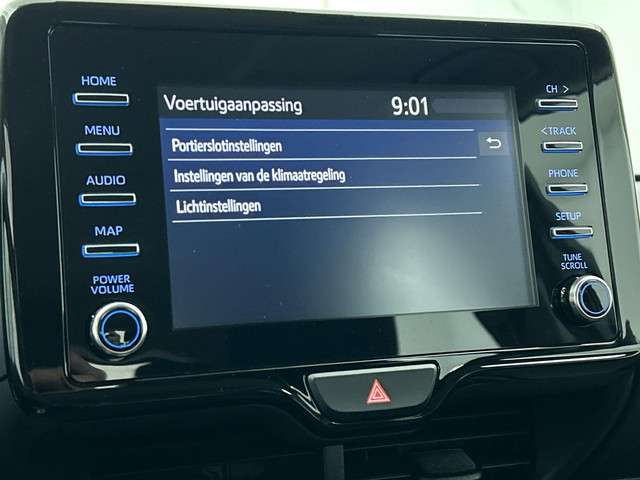 HOME
MENU
AUDIO
MAP
POWER
VOLUME
Voertuigaanpassing 9:01
Portierslotinstellingen
Instellingen van de klimaatregeling
Lichtinstellingen
CH >
<TRACK
PHONE
SETUP
TUNE
SCROLL